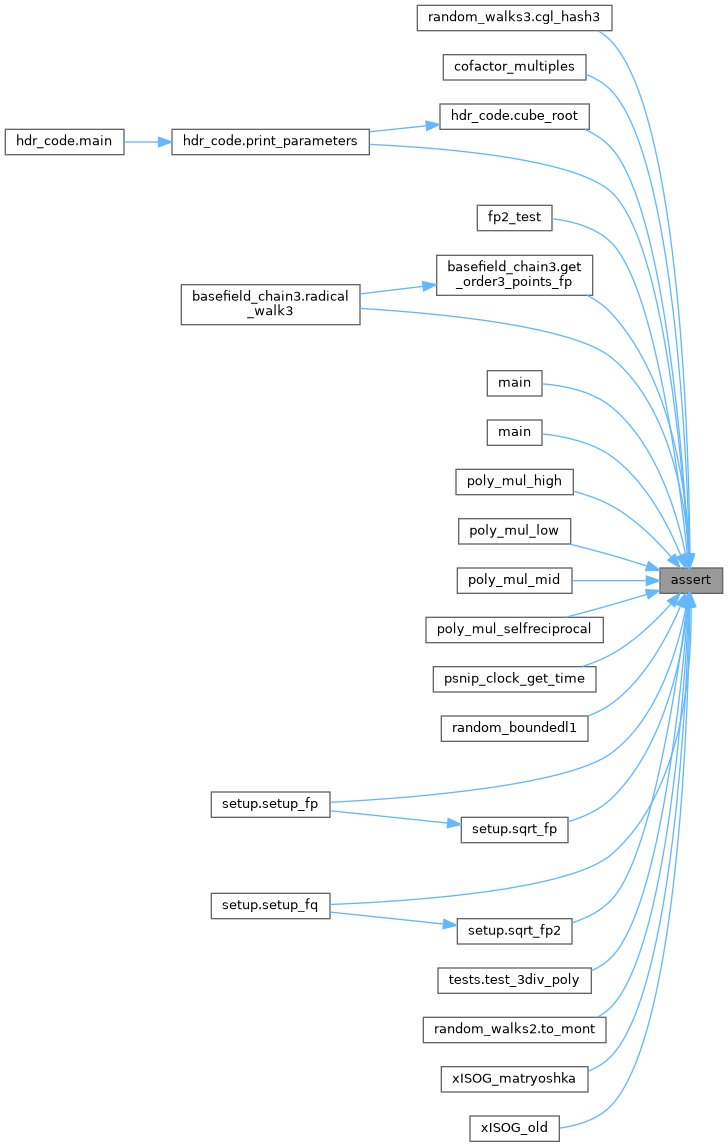 random_walks3.cgl_hash3
cofactor_multiples
hdr_code.cube_root
hdr_code.main
hdr_code.print_parameters
fp2_test
basefield_chain3.get
_order3_points_fp
basefield_chain3.radical
_walk3
main
main
poly_mul_high
poly_mul_low
poly_mul_mid
assert
poly_mul_selfreciprocal
psnip_clock_get_time
random_boundedl1
setup.setup_fp
setup.sqrt_fp
setup.setup_fq
setup.sqrt_fp2
tests.test_3div_poly
random_walks2.to_mont
xISOG_matryoshka
xISOG_old